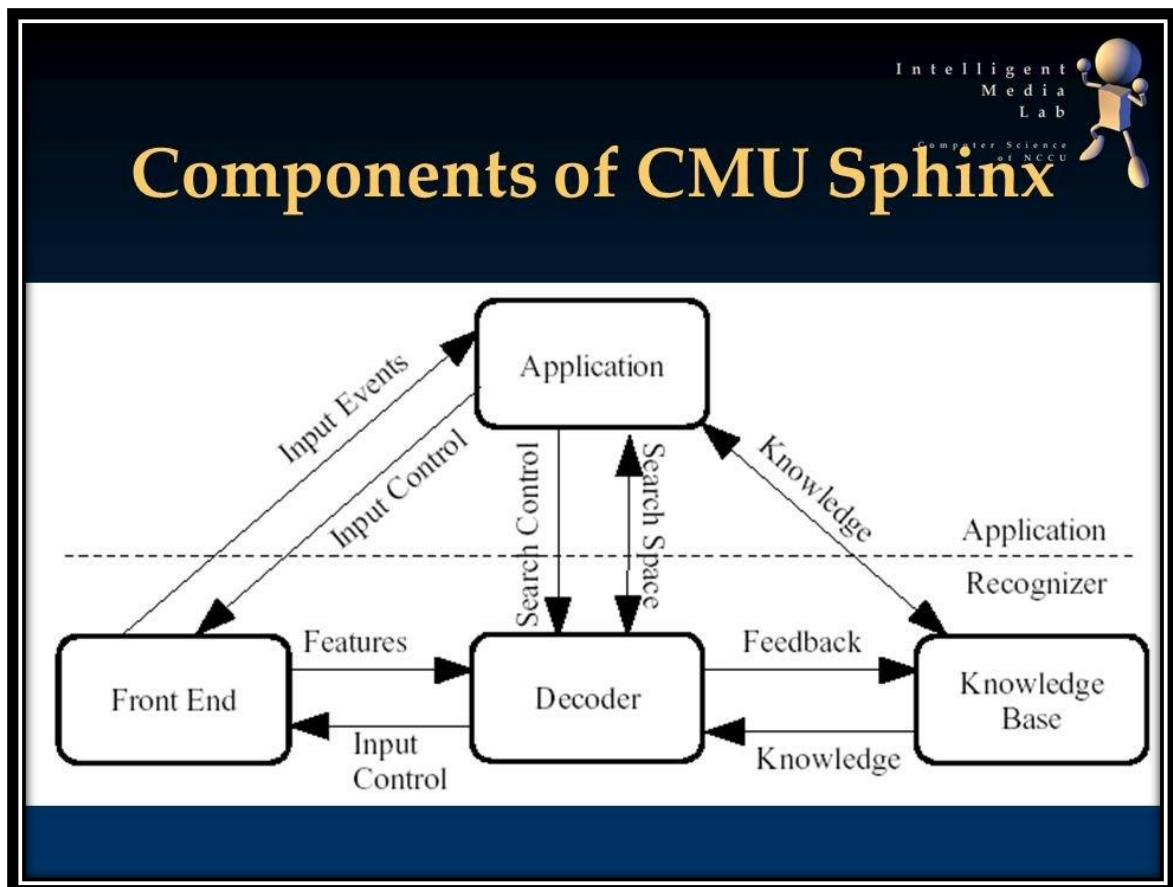 Intelligent
Media
Lab
Computer Science
of NCCU
Components of CMU Sphinx
Application
Input Events
Input Control
Search Control
Search Space
Knowledge
Application
Recognizer
Features
Feedback
Front End
Decoder
Knowledge
Base
Input
Control
Knowledge